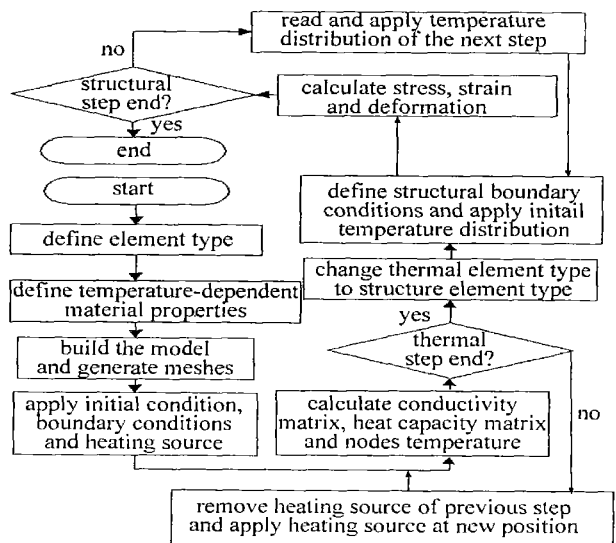 read and apply temperature
distribution of the next step
no
structural
step end?
calculate stress, strain
and deformation
yes
end
start
define structural boundary
conditions and apply initail
temperature distribution
define element type
change thermal element type
to structure element type
define temperature-dependent
material properties
yes
thermal
step end?
build the model
and generate meshes
apply initial condition,
boundary conditions
and heating source
calculate conductivity
matrix, heat capacity matrix
and nodes temperature
no
remove heating source of previous step
and apply heating source at new position